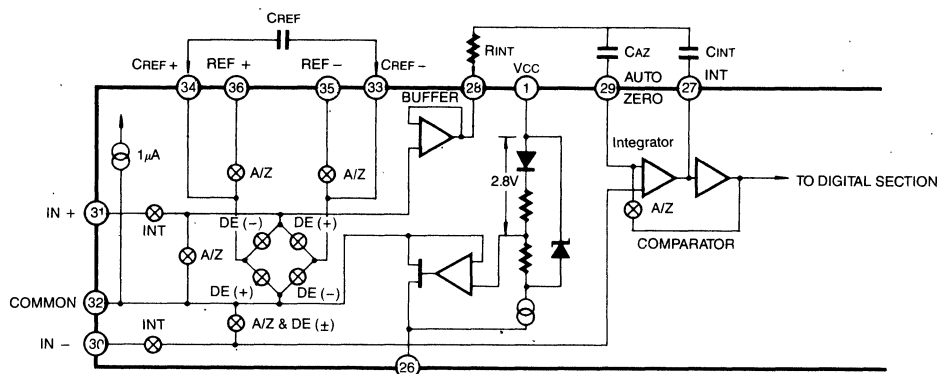 CREF
CREF + REF + REF – CREF –
34 36 35 33
RINT
CAZ
CINT
VCC
AUTO ZERO
INT
28 1 29 27
BUFFER
1μA
A/Z
A/Z
2.8V
Integrator
TO DIGITAL SECTION
A/Z
COMPARATOR
IN + 31
INT
DE (–) DE (+)
A/Z
DE (+) DE (–)
COMMON 32
A/Z & DE (±)
IN – 30
INT
26